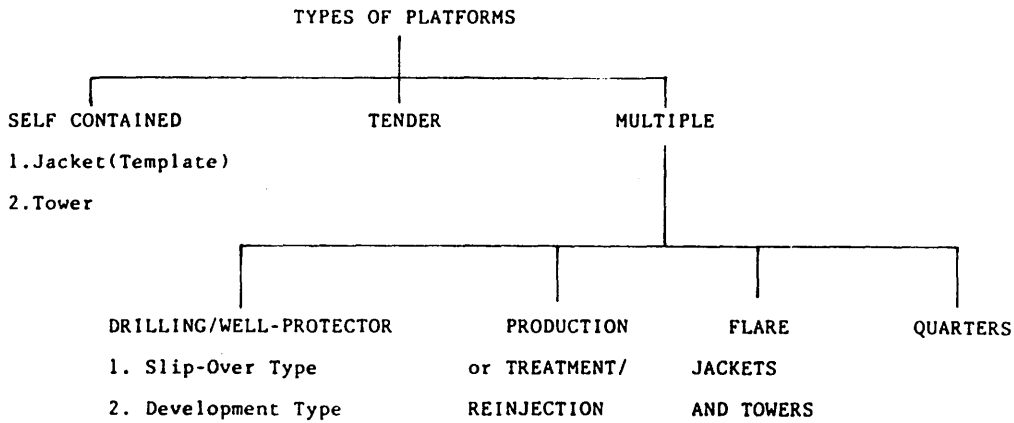 TYPES OF PLATFORMS
SELF CONTAINED TENDER MULTIPLE
1.Jacket(Template)
2.Tower
DRILLING/WELL-PROTECTOR PRODUCTION FLARE QUARTERS
1. Slip-Over Type or TREATMENT/ JACKETS
2. Development Type REINJECTION AND TOWERS